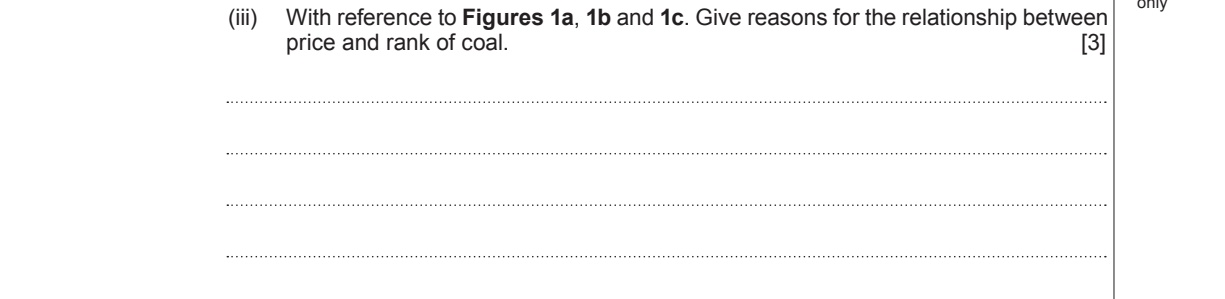 only
(iii) With reference to Figures 1a, 1b and 1c. Give reasons for the relationship between
price and rank of coal. [3]